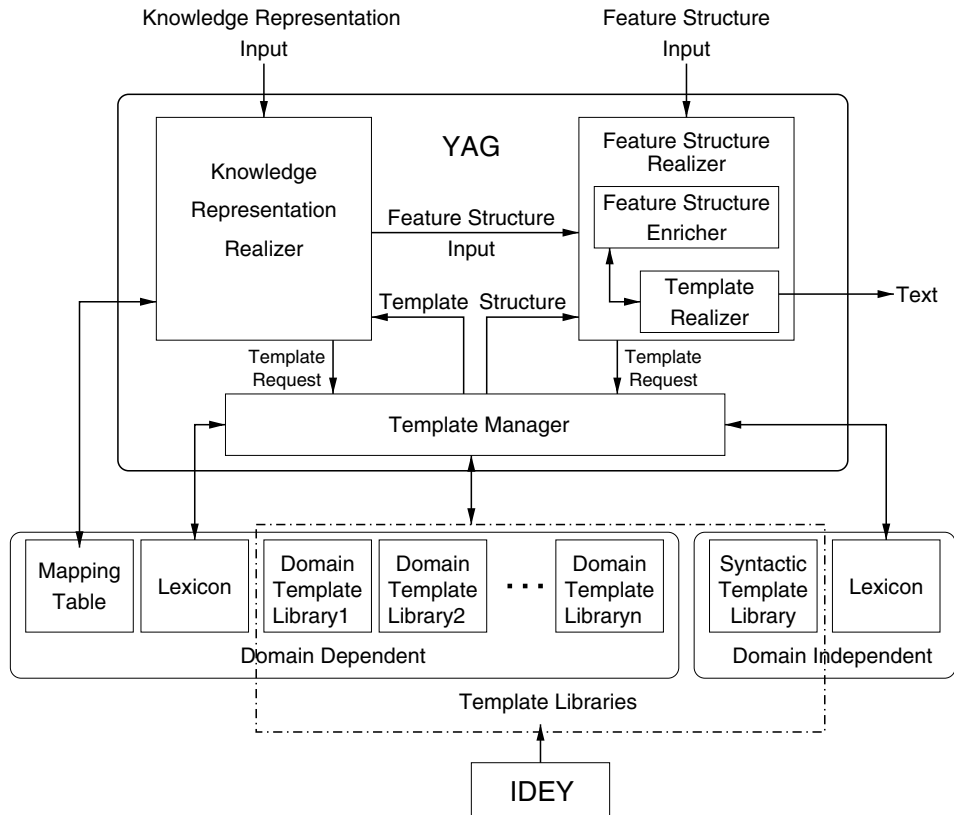 Knowledge Representation
Input
Feature Structure
Input
YAG
Knowledge
Representation
Realizer
Feature Structure
Realizer
Feature Structure
Enricher
Feature Structure
Input
Template
Realizer
Text
Template Structure
Template
Request
Template
Request
Template Manager
Mapping
Table
Lexicon
Domain
Template
Library1
Domain
Template
Library2
. . .
Domain
Template
Libraryn
Syntactic
Template
Library
Lexicon
Domain Dependent
Domain Independent
Template Libraries
IDEY